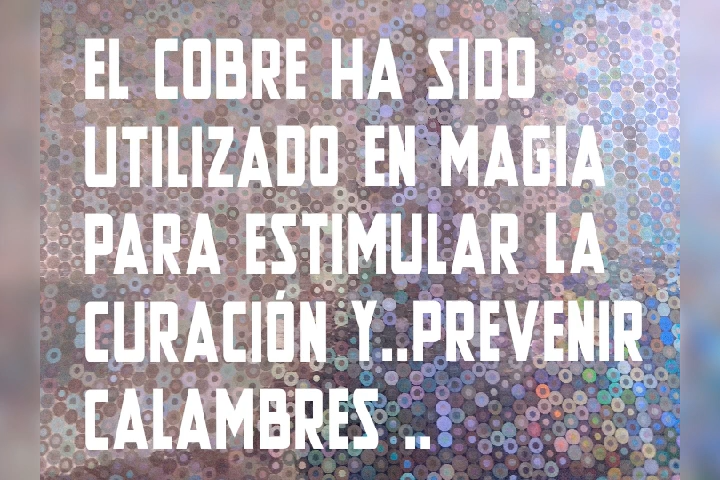 EL COBRE HA SIDO
UTILIZADO EN MAGIA
PARA ESTIMULAR LA
CURACIÓN Y..PREVENIR
CALAMBRES ..